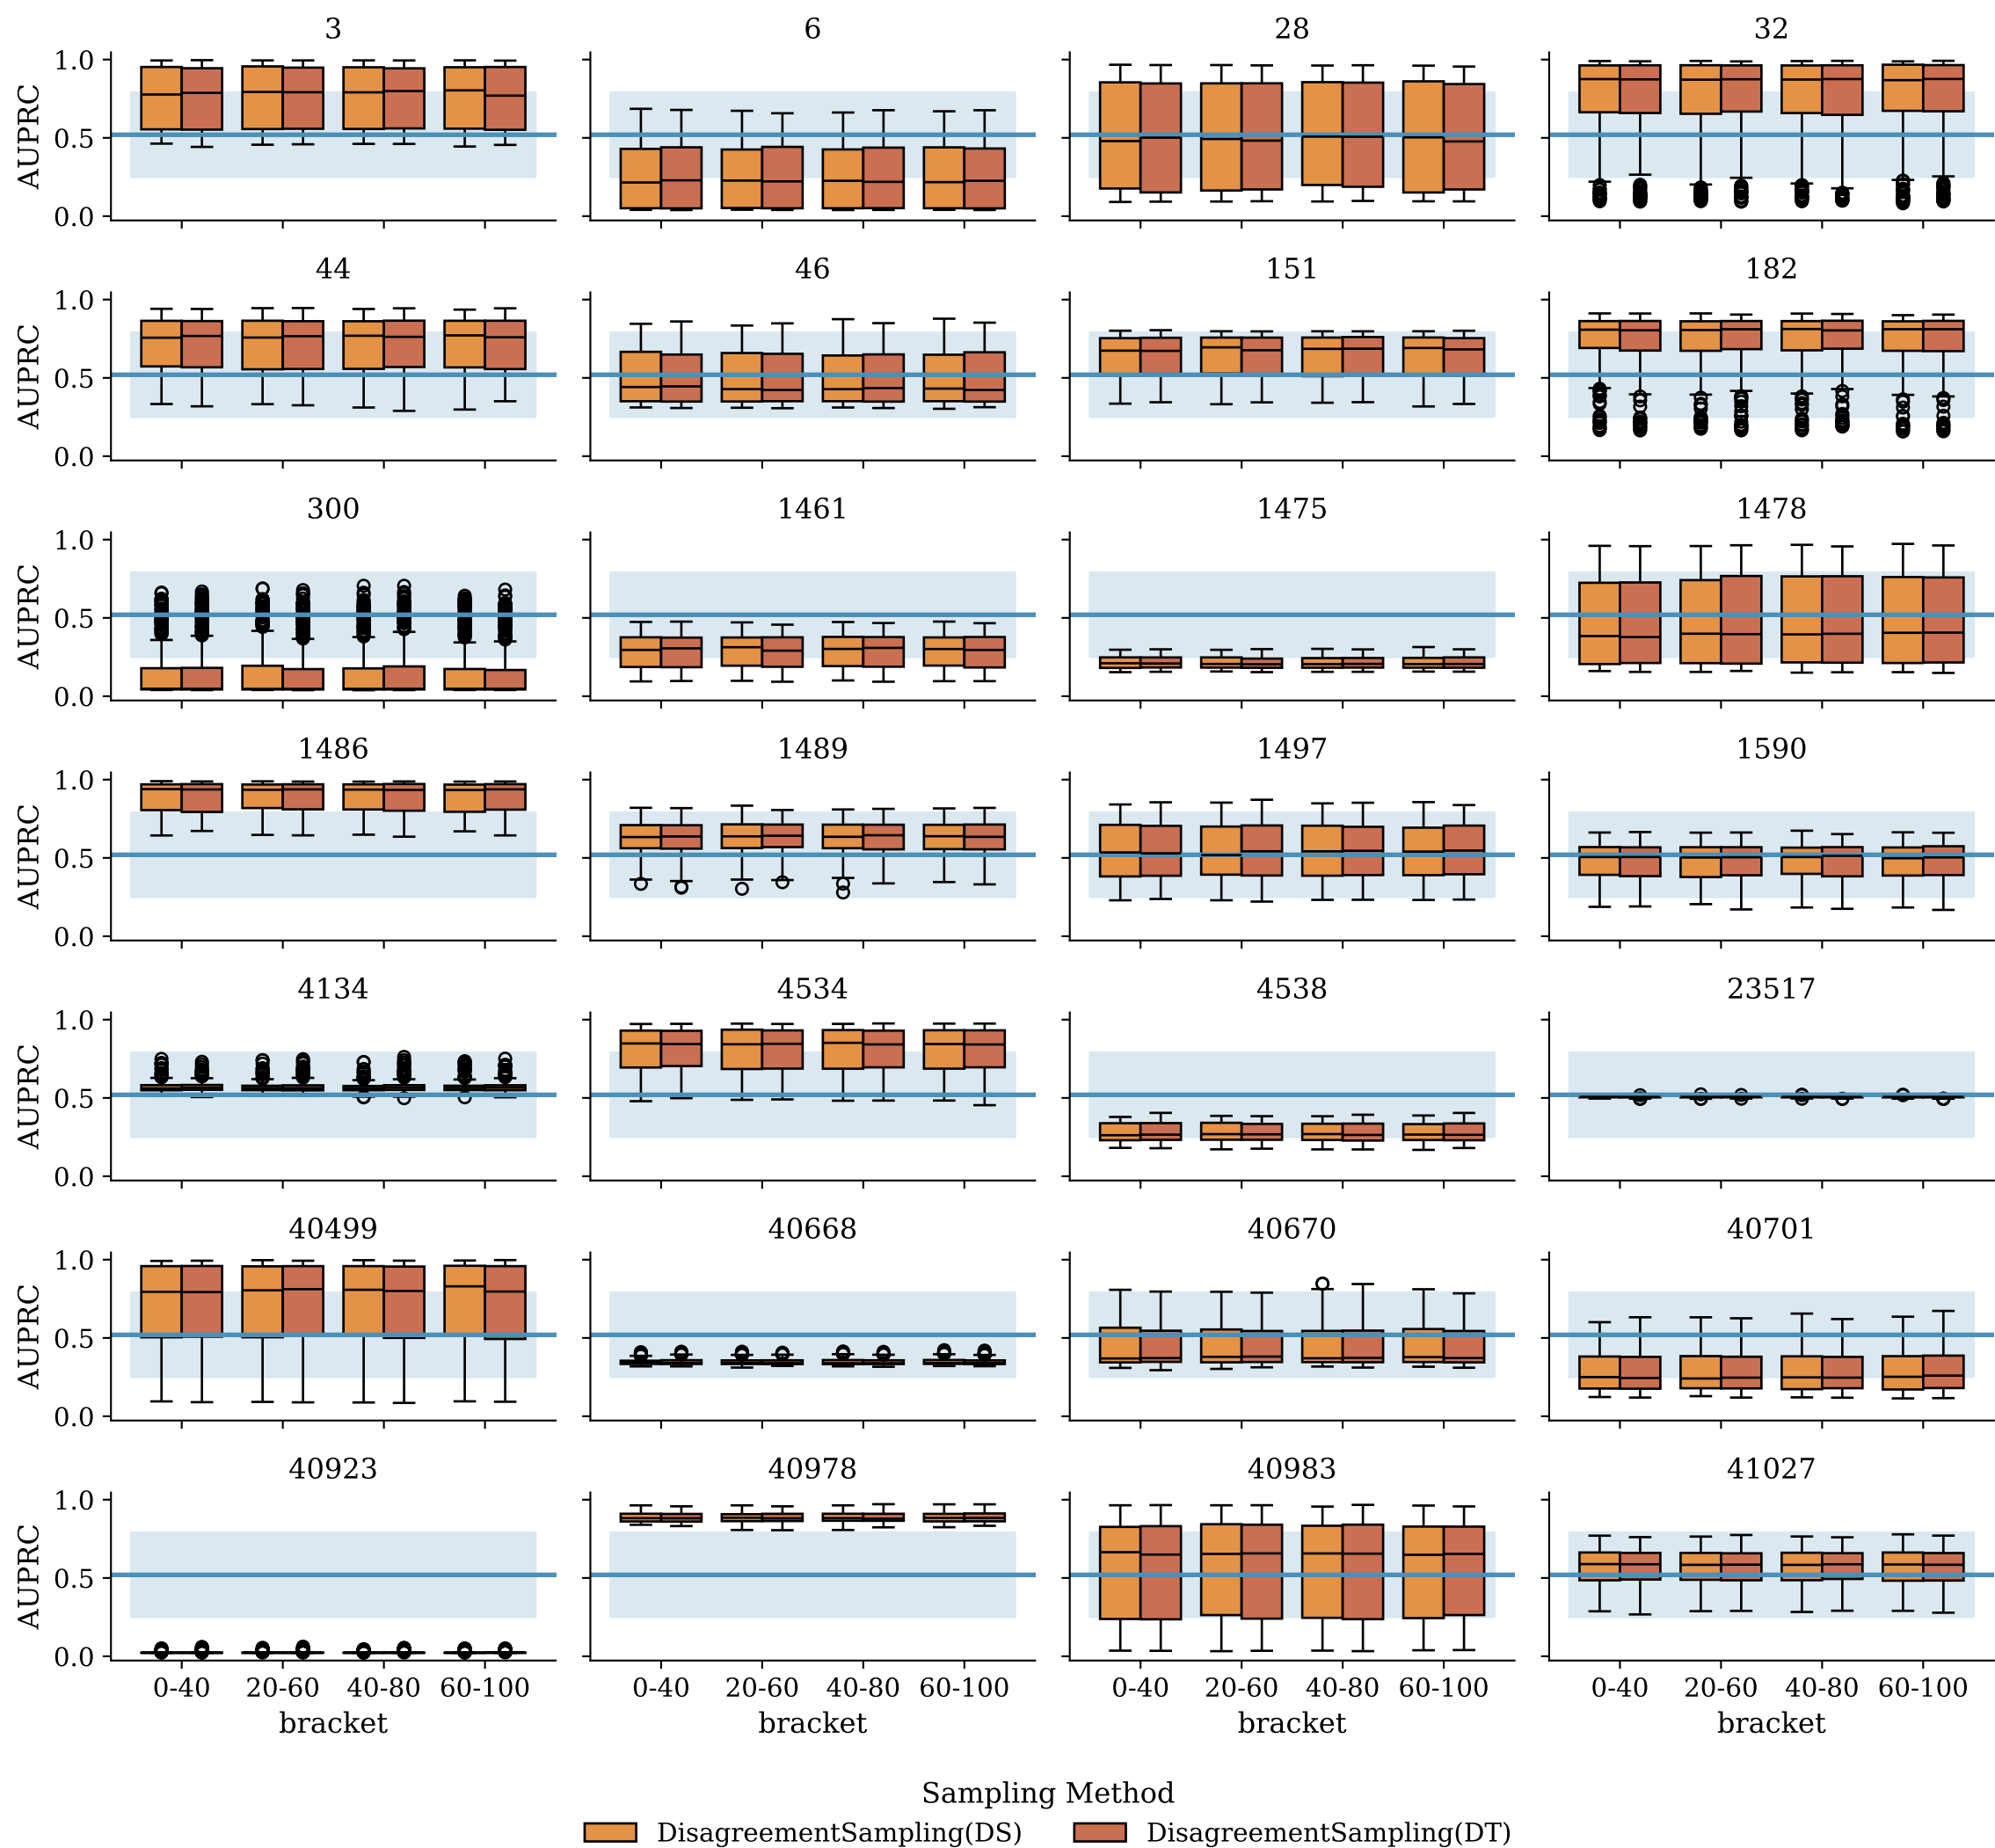 3 6 28 32
AUPRC 1.0 0.5 0.0
44 46 151 182
AUPRC 1.0 0.5 0.0
300 1461 1475 1478
AUPRC 1.0 0.5 0.0
1486 1489 1497 1590
AUPRC 1.0 0.5 0.0
4134 4534 4538 23517
AUPRC 1.0 0.5 0.0
40499 40668 40670 40701
AUPRC 1.0 0.5 0.0
40923 40978 40983 41027
AUPRC 1.0 0.5 0.0
0-40 20-60 40-80 60-100 0-40 20-60 40-80 60-100 0-40 20-60 40-80 60-100 0-40 20-60 40-80 60-100
bracket bracket bracket bracket
Sampling Method
DisagreementSampling(DS) DisagreementSampling(DT)